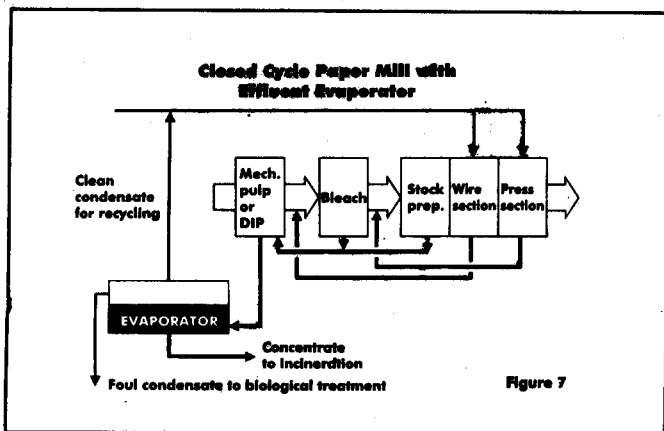 Closed Cycle Paper Mill with
Effluent Evaporator
Clean
condensate
for recycling
Mech.
pulp
or
DIP
Bleach
Stock
prep.
Wire
section
Press
section
EVAPORATOR
Concentrate
to incinerdtion
Foul condensate to biological treatment
Figure 7